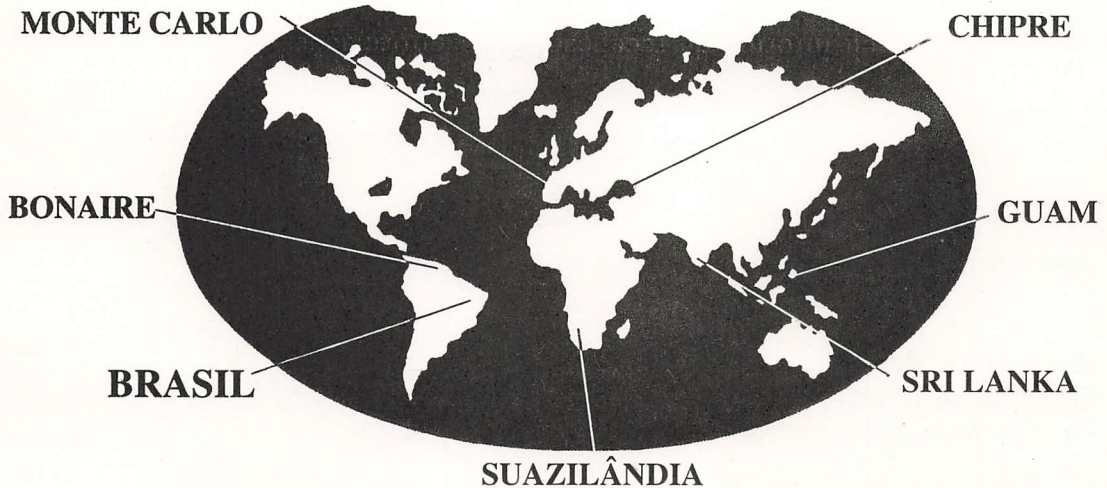 MONTE CARLO
CHIPRE
BONAIRE
GUAM
BRASIL
SRI LANKA
SUAZILÂNDIA